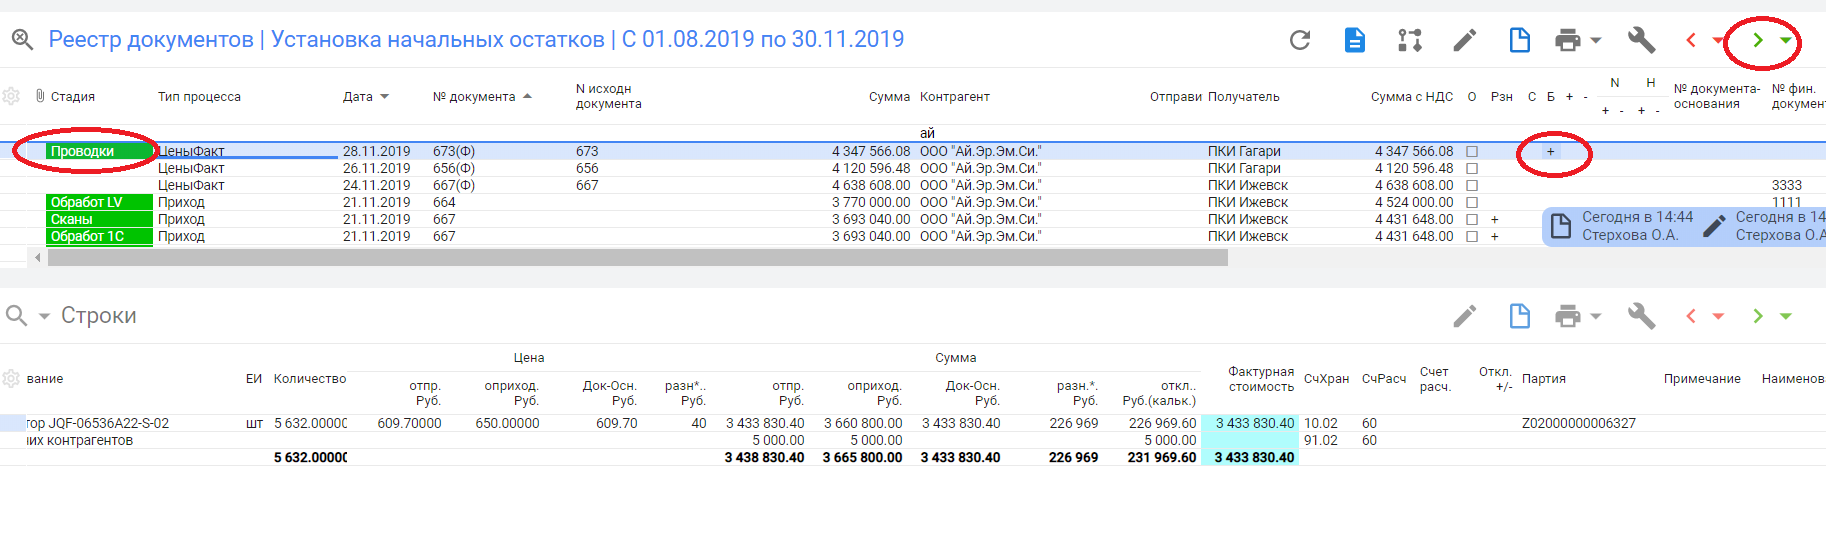 Реестр документов | Установка начальных остатков | С 01.08.2019 по 30.11.2019
Стадия Тип процесса Дата № документа N исходн документа Сумма Контрагент Отправи Получатель Сумма с НДС О Рзн С Б + - N + - Н + - № документа-основания № фин. документ
ай
Проводки ЦеныФакт 28.11.2019 673(Ф) 673 4 347 566.08 ООО "Ай.Эр.Эм.Си." ПКИ Гагари 4 347 566.08 +
ЦеныФакт 26.11.2019 656(Ф) 656 4 120 596.48 ООО "Ай.Эр.Эм.Си." ПКИ Гагари 4 120 596.48
ЦеныФакт 24.11.2019 667(Ф) 667 4 638 608.00 ООО "Ай.Эр.Эм.Си." ПКИ Ижевск 4 638 608.00 3333
Обработ LV Приход 21.11.2019 664 3 770 000.00 ООО "Ай.Эр.Эм.Си." ПКИ Ижевск 4 524 000.00 1111
Сканы Приход 21.11.2019 667 3 693 040.00 ООО "Ай.Эр.Эм.Си." ПКИ Ижевск 4 431 648.00 +
Обработ 1С Приход 21.11.2019 667 3 693 040.00 ООО "Ай.Эр.Эм.Си." ПКИ Ижевск 4 431 648.00 +
Сегодня в 14:44 Сегодня в 14
Стерхова О.А. Стерхова О.А
Строки
Цена Сумма
вание ЕИ Количество отпр. Руб. оприход. Руб. Док-Осн. Руб. разн*.. Руб. отпр. Руб. оприход. Руб. Док-Осн. Руб. разн.*. Руб. откл.. Руб.(кальк.) Фактурная стоимость СчХран СчРасч Счет расч. Откл. +/- Партия Примечание Наименова
тор JQF-06536A22-S-02 шт 5 632.00000 609.70000 650.00000 609.70 40 3 433 830.40 3 660 800.00 3 433 830.40 226 969 226 969.60 3 433 830.40 10.02 60 Z02000000006327
них контрагентов 5 000.00 5 000.00 5 000.00 91.02 60
5 632.00000 3 438 830.40 3 665 800.00 3 433 830.40 226 969 231 969.60 3 433 830.40